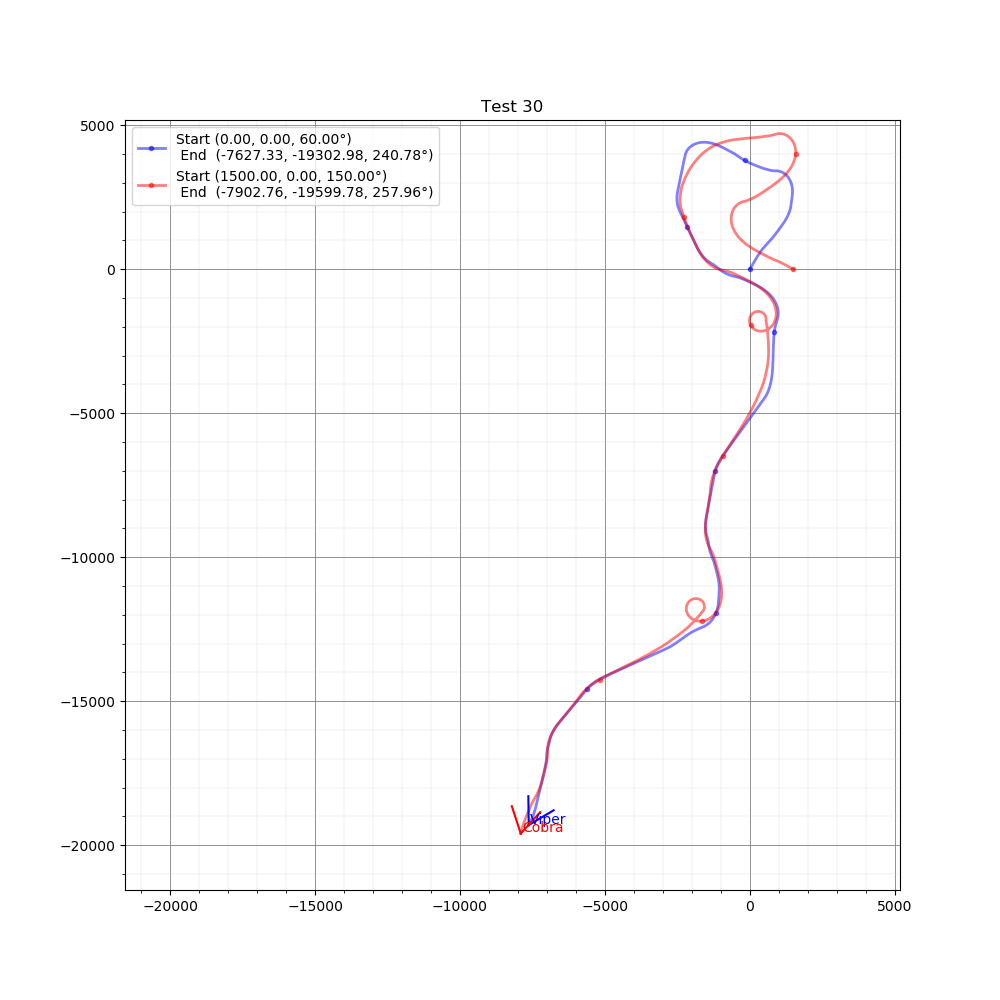 Test 30
Start (0.00, 0.00, 60.00°)
End (-7627.33, -19302.98, 240.78°)
Start (1500.00, 0.00, 150.00°)
End (-7902.76, -19599.78, 257.96°)
5000
0
−5000
−10000
−15000
−20000
Viper
Cobra
−20000 −15000 −10000 −5000 0 5000